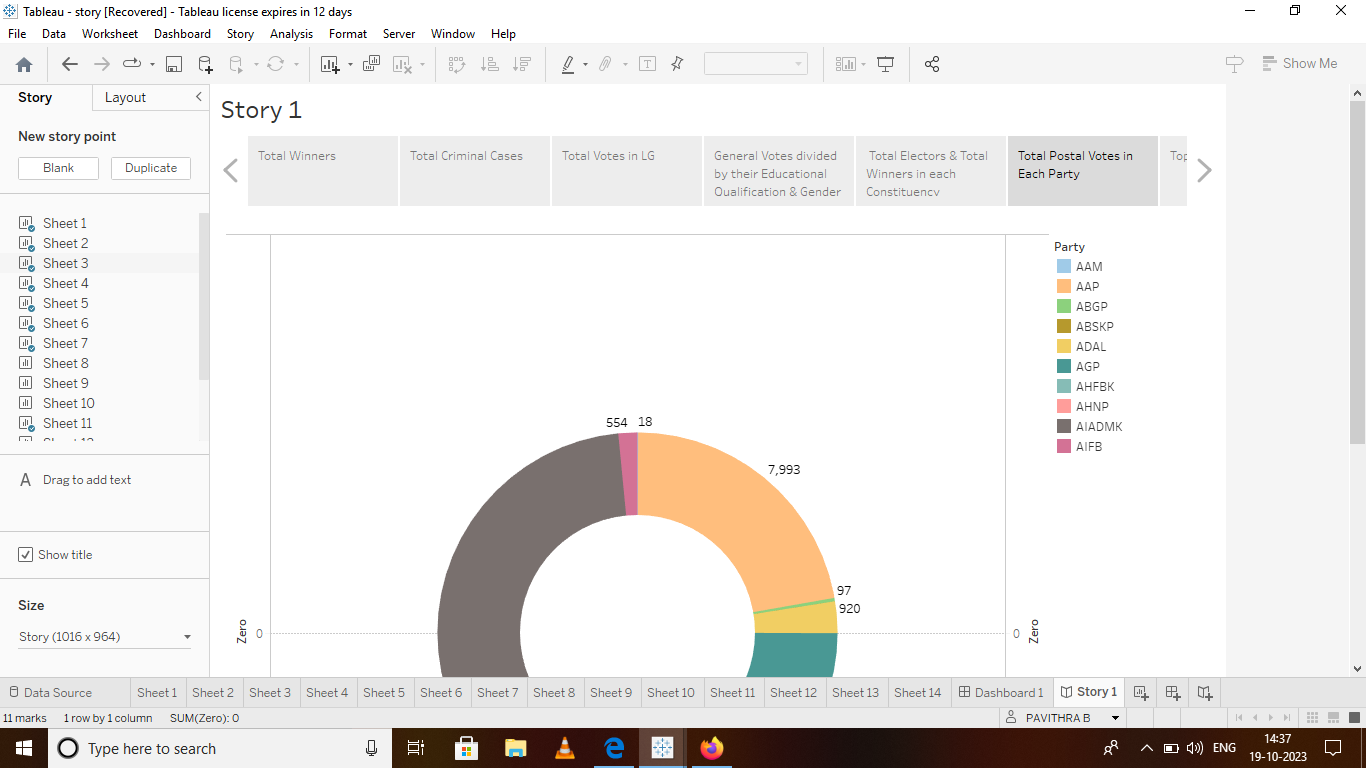 Tableau - story [Recovered] - Tableau license expires in 12 days
File Data Worksheet Dashboard Story Analysis Format Server Window Help
Show Me
Story Layout
New story point
Blank Duplicate
Sheet 1
Sheet 2
Sheet 3
Sheet 4
Sheet 5
Sheet 6
Sheet 7
Sheet 8
Sheet 9
Sheet 10
Sheet 11
A Drag to add text
Show title
Size
Story (1016 x 964)
Story 1
Total Winners
Total Criminal Cases
Total Votes in LG
General Votes divided
by their Educational
Qualification & Gender
Total Electors & Total
Winners in each
Constituency
Total Postal Votes in
Each Party
Top
554 18
7,993
97
920
Zero 0
0 Zero
Party
AAM
AAP
ABGP
ABSKP
ADAL
AGP
AHFBK
AHNP
AIADMK
AIFB
Data Source Sheet 1 Sheet 2 Sheet 3 Sheet 4 Sheet 5 Sheet 6 Sheet 7 Sheet 8 Sheet 9 Sheet 10 Sheet 11 Sheet 12 Sheet 13 Sheet 14 Dashboard 1 Story 1
11 marks 1 row by 1 column SUM(Zero): 0 PAVITHRA B
Type here to search
ENG
14:37
19-10-2023